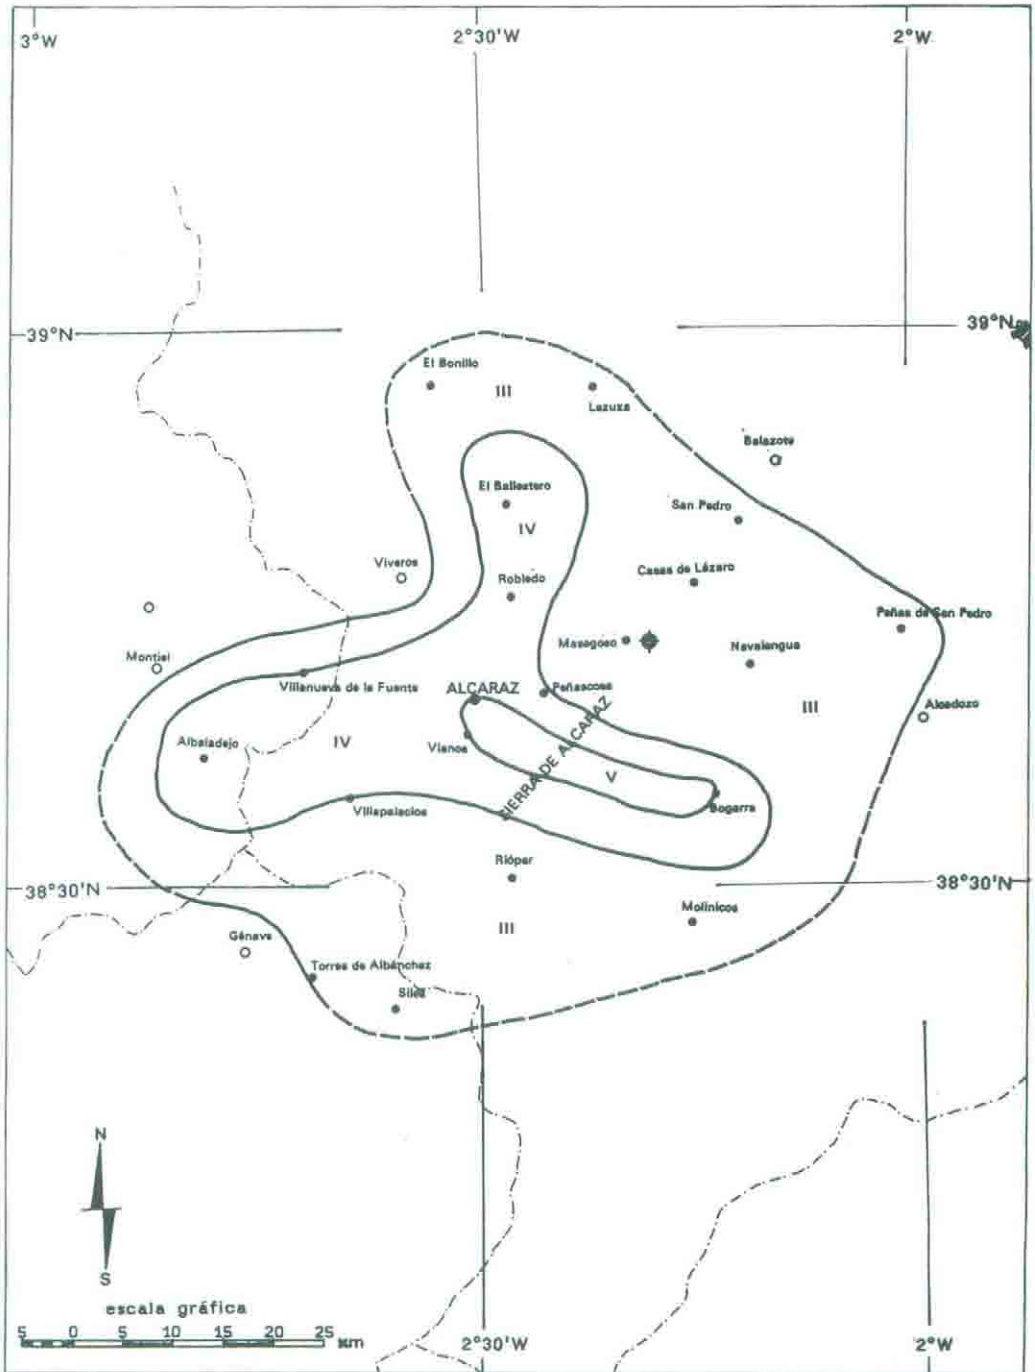 3°W 2°30'W 2°W
39°N 39°N
El Bonillo
III
Lezuza
Balazote
El Ballestero
San Pedro
IV
Viveros
Casas de Lázaro
Robledo
Peñas de San Pedro
Masegoso
Navalengua
Montiel
Villanueva de la Fuente
ALCARAZ
Peñascosa
III
Alcadozo
IV
Albaladejo
Vianos
SIERRA DE ALCARAZ
V
Villapalacios
Bogarra
Riópar
38°30'N 38°30'N
Molinicos
III
Génave
Torres de Albánchez
Siles
N
S
escala gráfica
5 0 5 10 15 20 25 KM
2°30'W 2°W